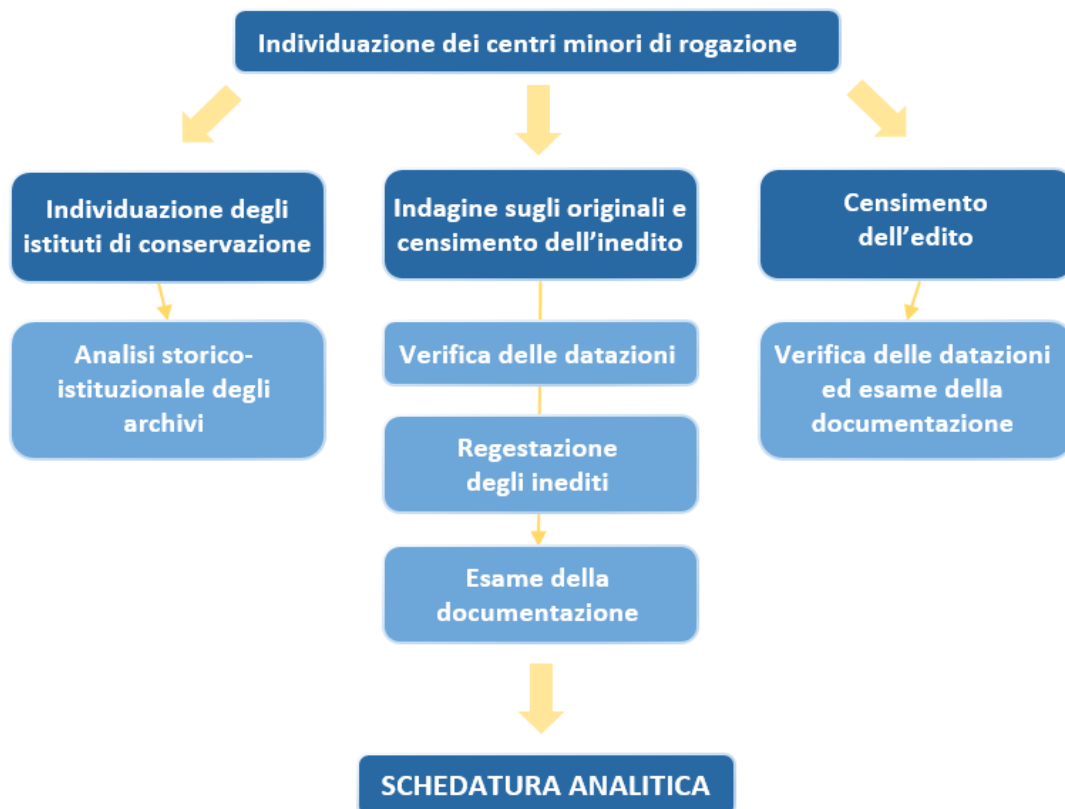 Individuazione dei centri minori di rogazione
Individuazione degli
istituti di conservazione
Indagine sugli originali e
censimento dell’inedito
Censimento
dell’edito
Analisi storico-
istituzionale degli
archivi
Verifica delle datazioni
Verifica delle datazioni
ed esame della
documentazione
Regestazione
degli inediti
Esame della
documentazione
SCHEDATURA ANALITICA